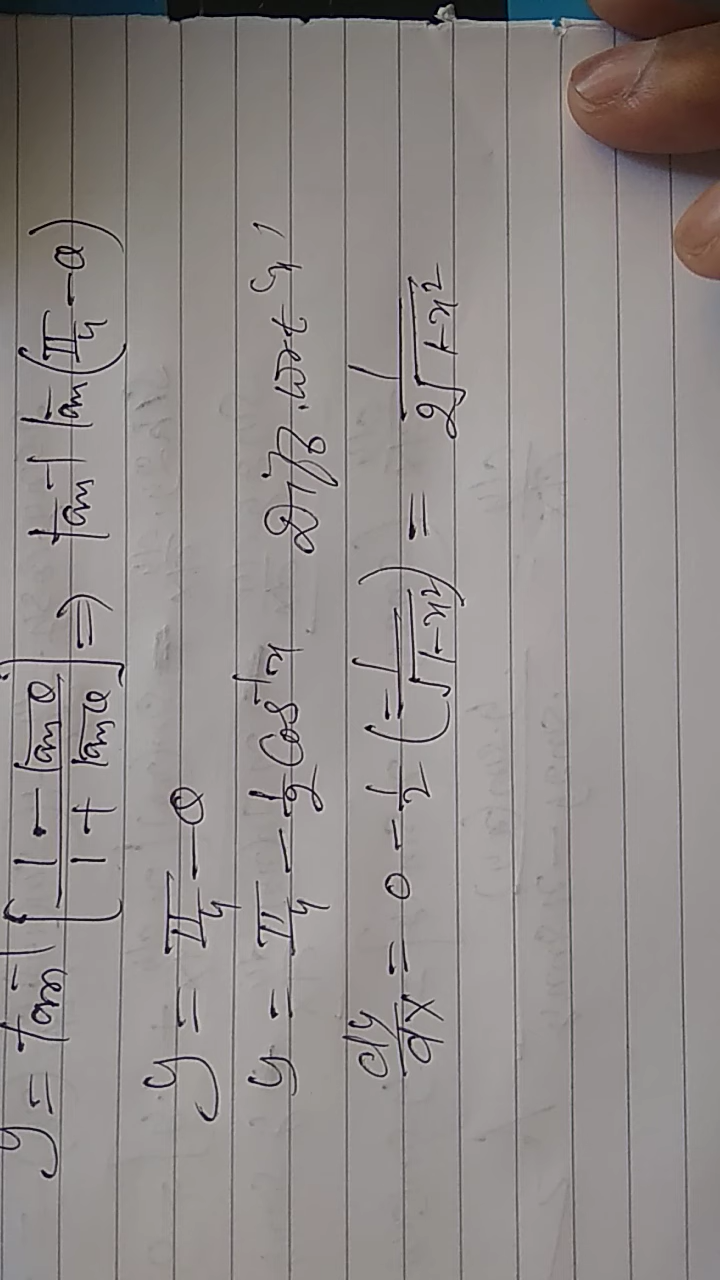 y = tan⁻¹[(1 - tanθ)/(1 + tanθ)] ⇒ tan⁻¹ tan(π/4 - θ)
y = π/4 - θ
y = π/4 - 1/2 Cos⁻¹x Diff. wrt 'x'
dy/dx = 0 - 1/2 (-1/√(1-x²)) = 1/(2√(1-x²))